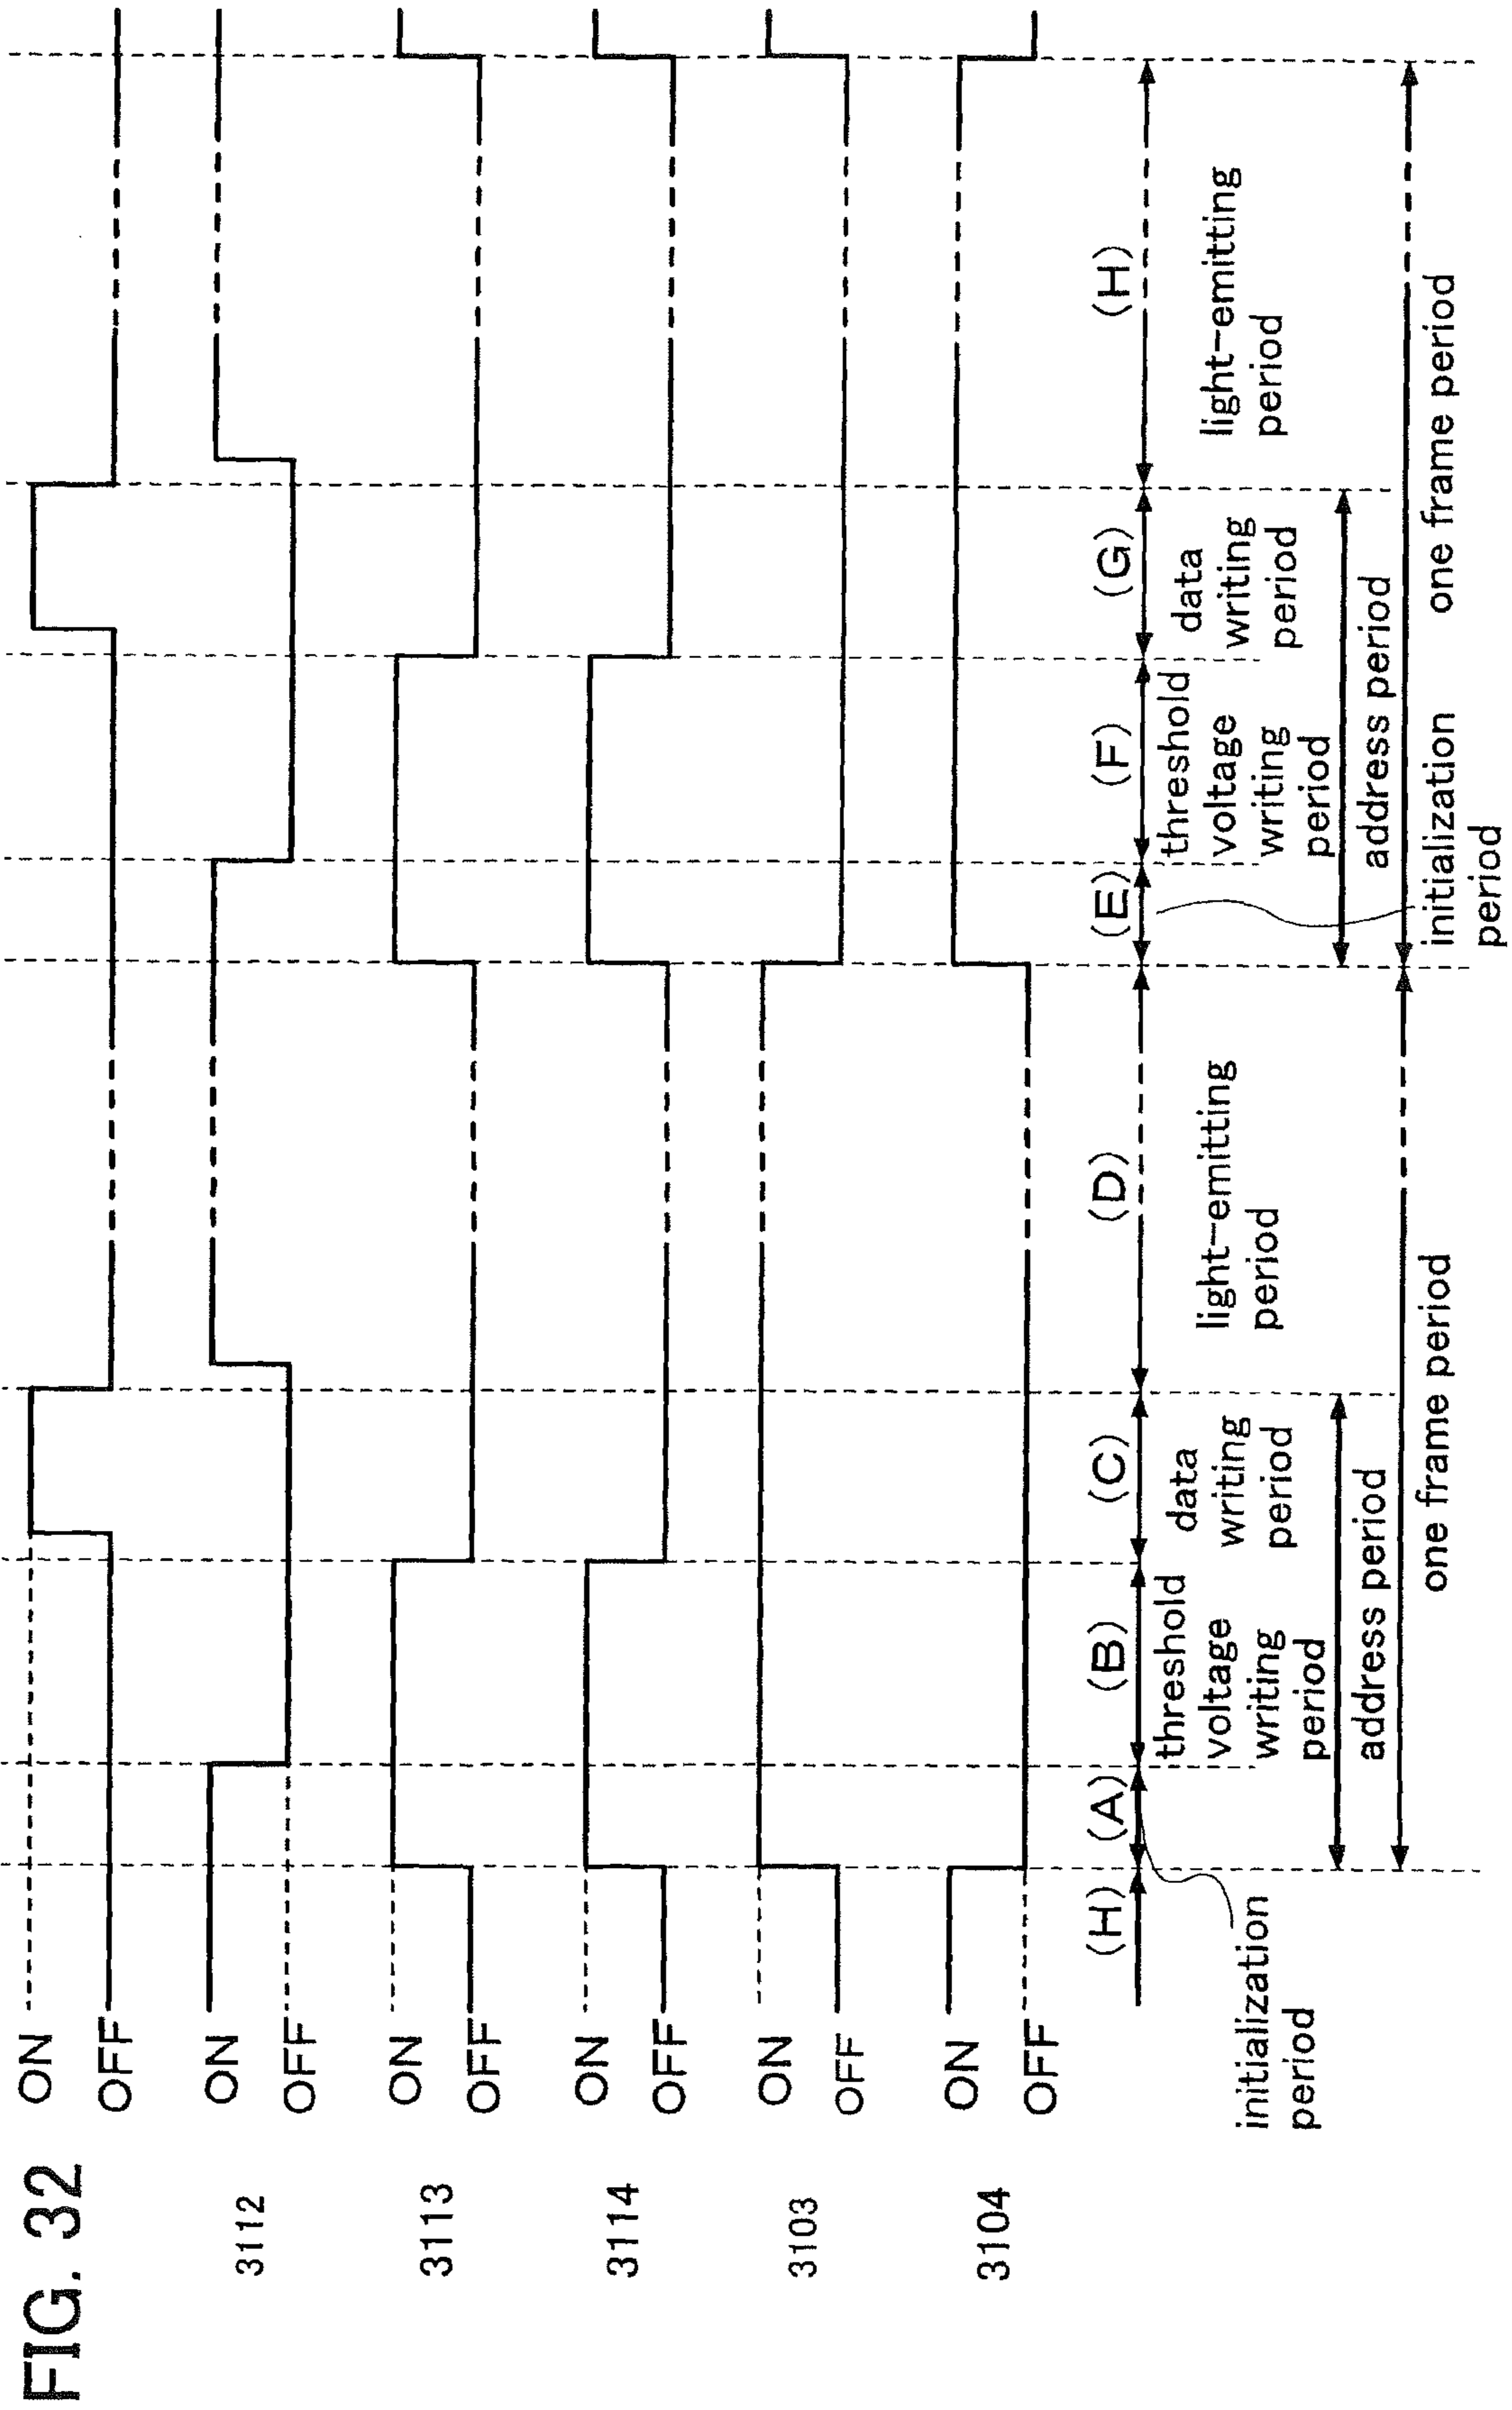 FIG. 32
ON
OFF
3112
ON
OFF
3113
ON
OFF
3114
ON
OFF
3103
ON
OFF
3104
ON
OFF
(H)
(A)
(B)
(C)
(D)
(E)
(F)
(G)
(H)
initialization
period
threshold
voltage
writing
period
data
writing
period
light-emitting
period
threshold
voltage
writing
period
data
writing
period
light-emitting
period
address period
address period
one frame period
initialization
period
one frame period